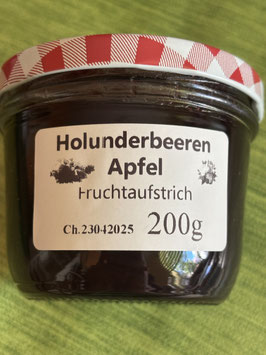 Holunderbeeren
Apfel
Fruchtaufstrich
Ch.23042025 200g